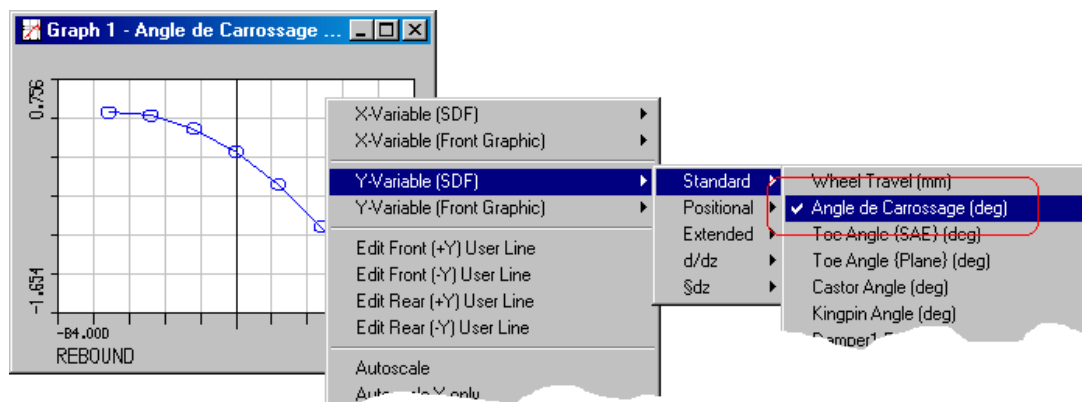 Graph 1 - Angle de Carrossage ...
0.756
-1.654
-84.000
REBOUND
X-Variable (SDF)
X-Variable (Front Graphic)
Y-Variable (SDF)
Y-Variable (Front Graphic)
Edit Front (+Y) User Line
Edit Front (-Y) User Line
Edit Rear (+Y) User Line
Edit Rear (-Y) User Line
Autoscale
Standard
Positional
Extended
d/dz
§dz
Wheel Travel (mm)
Angle de Carrossage (deg)
Toe Angle {SAE} (deg)
Toe Angle {Plane} (deg)
Castor Angle (deg)
Kingpin Angle (deg)